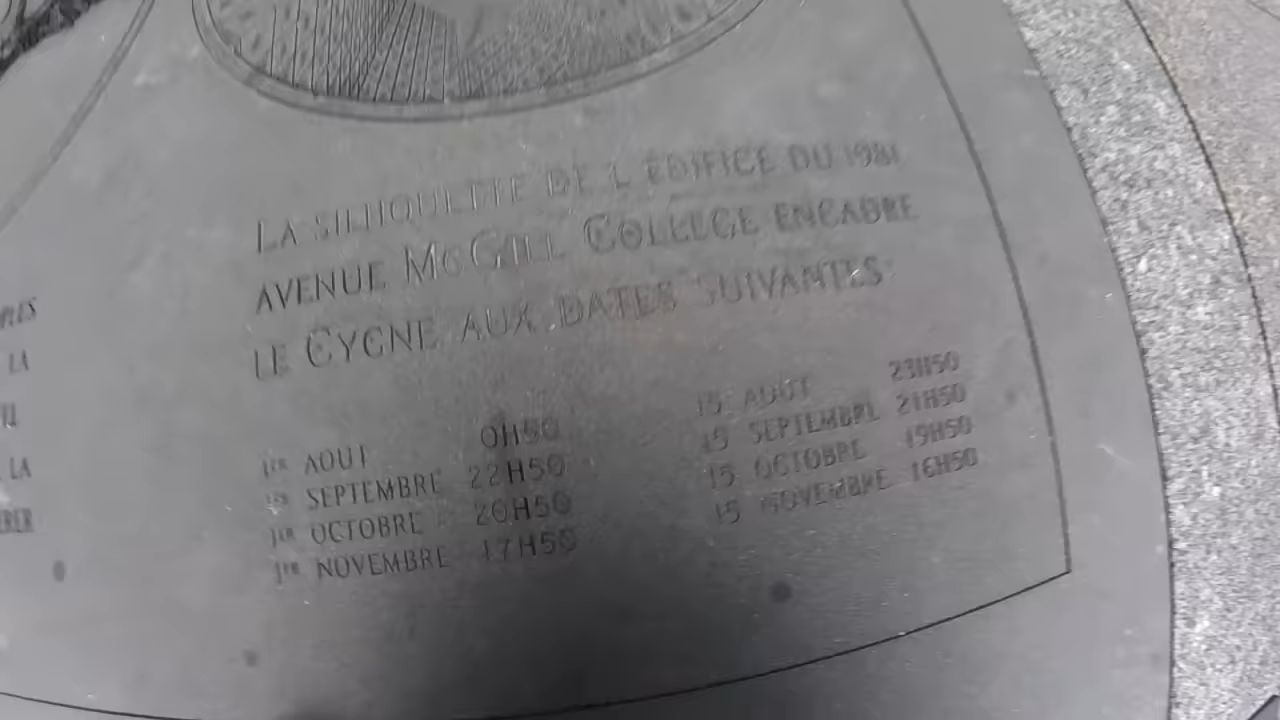 LA SILHOUETTE DE L'ÉDIFICE DU 1981
AVENUE McGILL COLLEGE ENCADRE
LE CYGNE AUX DATES SUIVANTES:
1ER AOUT 0H50
1ER SEPTEMBRE 22H50
1ER OCTOBRE 20H50
1ER NOVEMBRE 17H50
15 AOUT 23H50
15 SEPTEMBRE 21H50
15 OCTOBRE 19H50
15 NOVEMBRE 16H50
LA
LA